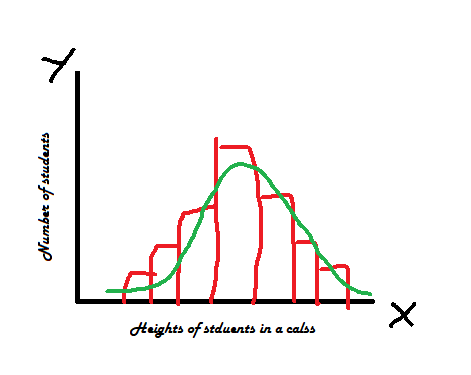 Y
Number of students
Heights of stduents in a calss
X